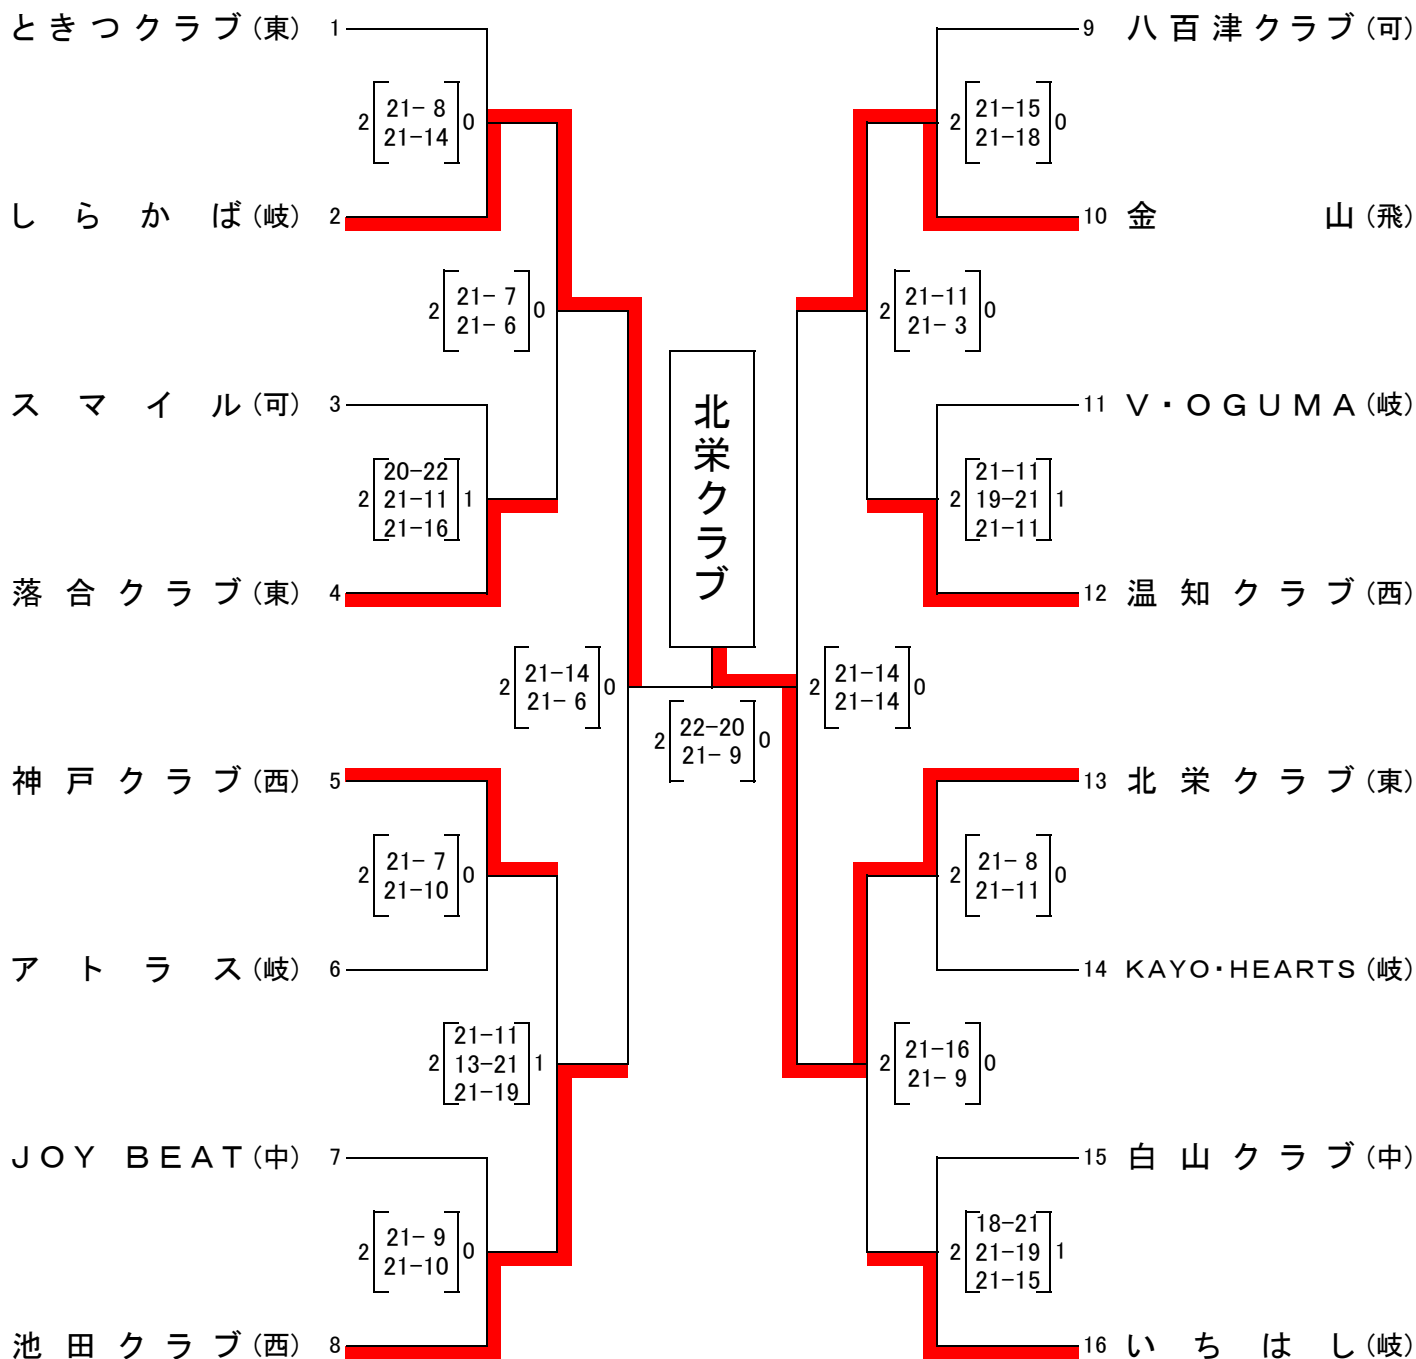 ときつクラブ(東) 1
2 [21- 8 21-14] 0
しらかば(岐) 2
2 [21- 7 21- 6] 0
スマイル(可) 3
2 [20-22 21-11 21-16] 1
落合クラブ(東) 4
2 [21-14 21- 6] 0
神戸クラブ(西) 5
2 [21- 7 21-10] 0
アトラス(岐) 6
2 [21-11 13-21 21-19] 1
JOY BEAT(中) 7
2 [21- 9 21-10] 0
池田クラブ(西) 8
北栄クラブ
2 [22-20 21- 9] 0
9 八百津クラブ(可)
2 [21-15 21-18] 0
10 金山(飛)
2 [21-11 21- 3] 0
11 V・OGUMA(岐)
2 [21-11 19-21 21-11] 1
12 温知クラブ(西)
2 [21-14 21-14] 0
13 北栄クラブ(東)
2 [21- 8 21-11] 0
14 KAYO・HEARTS(岐)
2 [21-16 21- 9] 0
15 白山クラブ(中)
2 [18-21 21-19 21-15] 1
16 いちはし(岐)